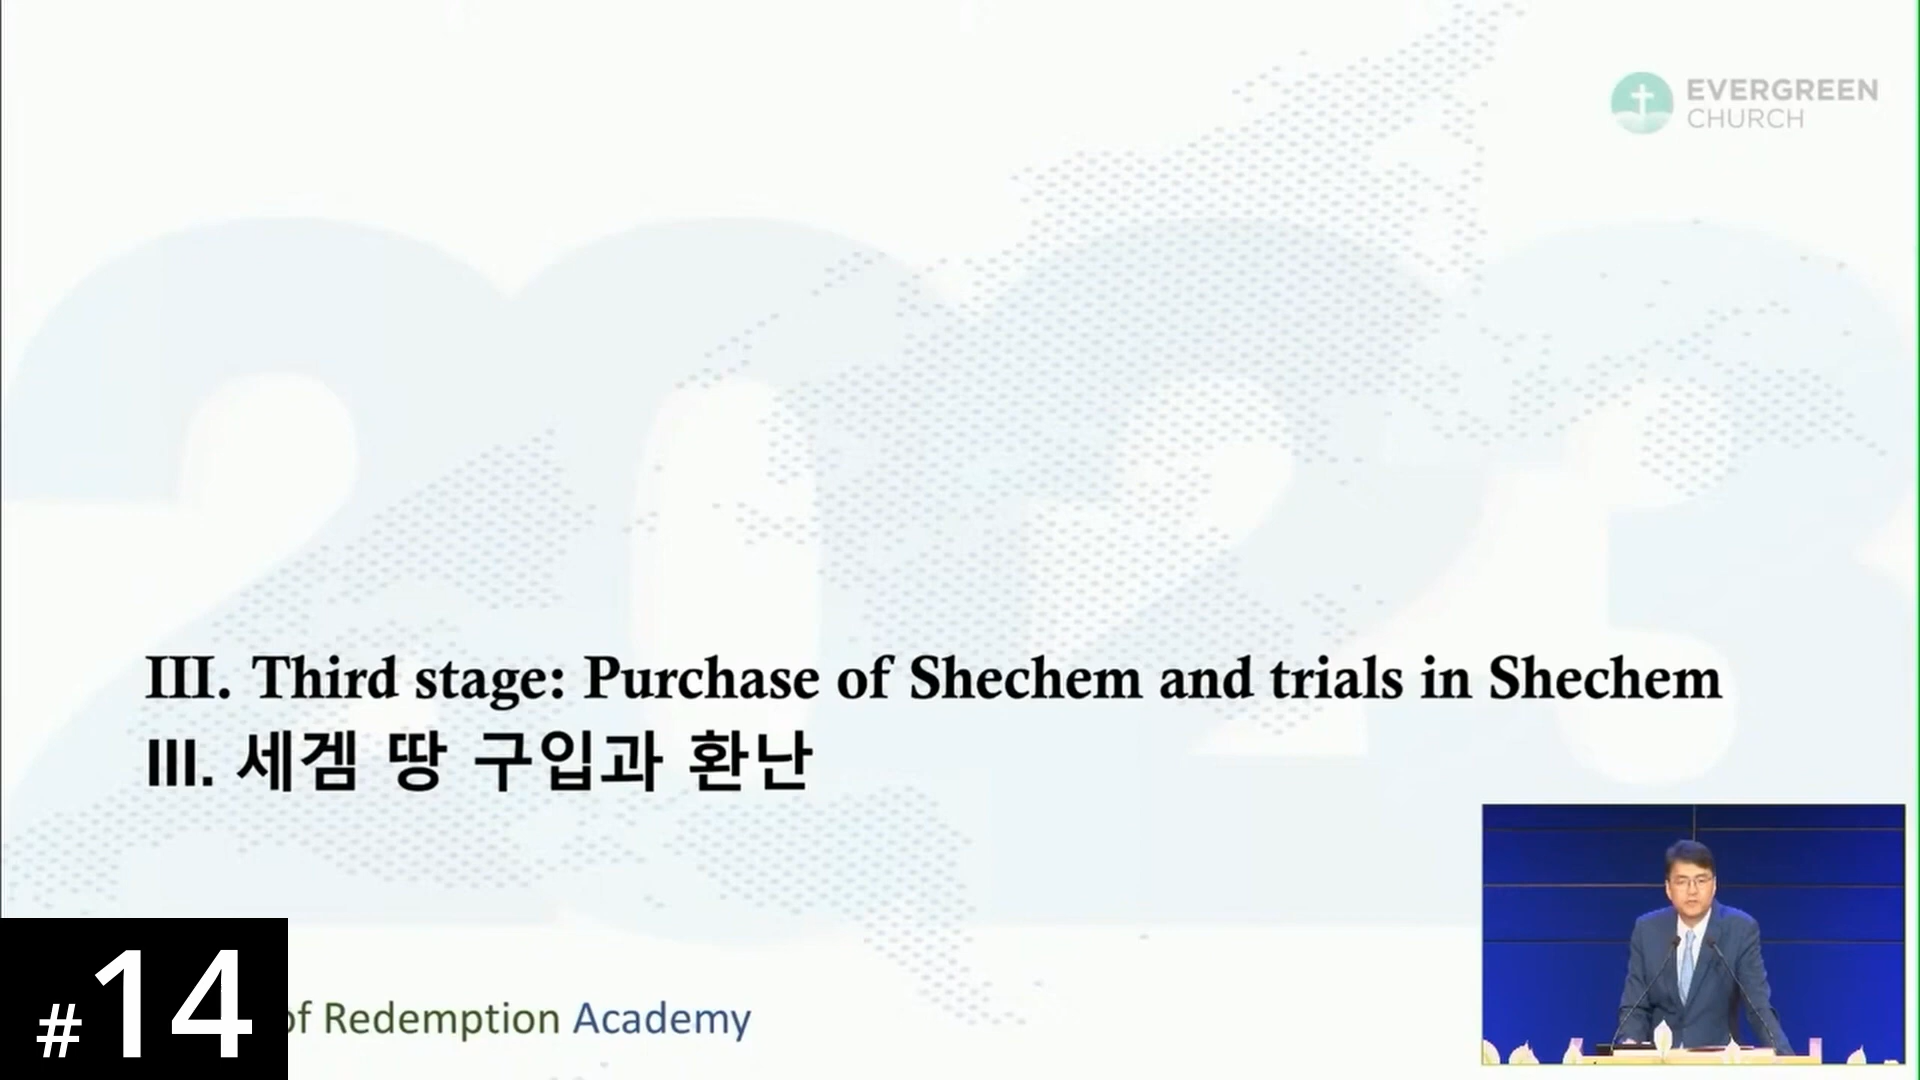 EVERGREEN
CHURCH
2023
III. Third stage: Purchase of Shechem and trials in Shechem
III. 세겜 땅 구입과 환난
of Redemption Academy
#14